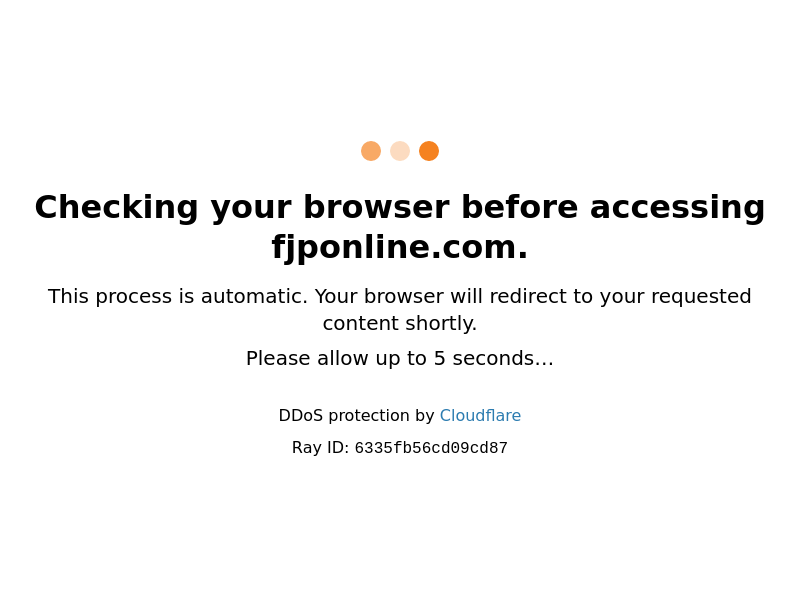 Checking your browser before accessing
fjponline.com.
This process is automatic. Your browser will redirect to your requested
content shortly.
Please allow up to 5 seconds…
DDoS protection by Cloudflare
Ray ID: 6335fb56cd09cd87